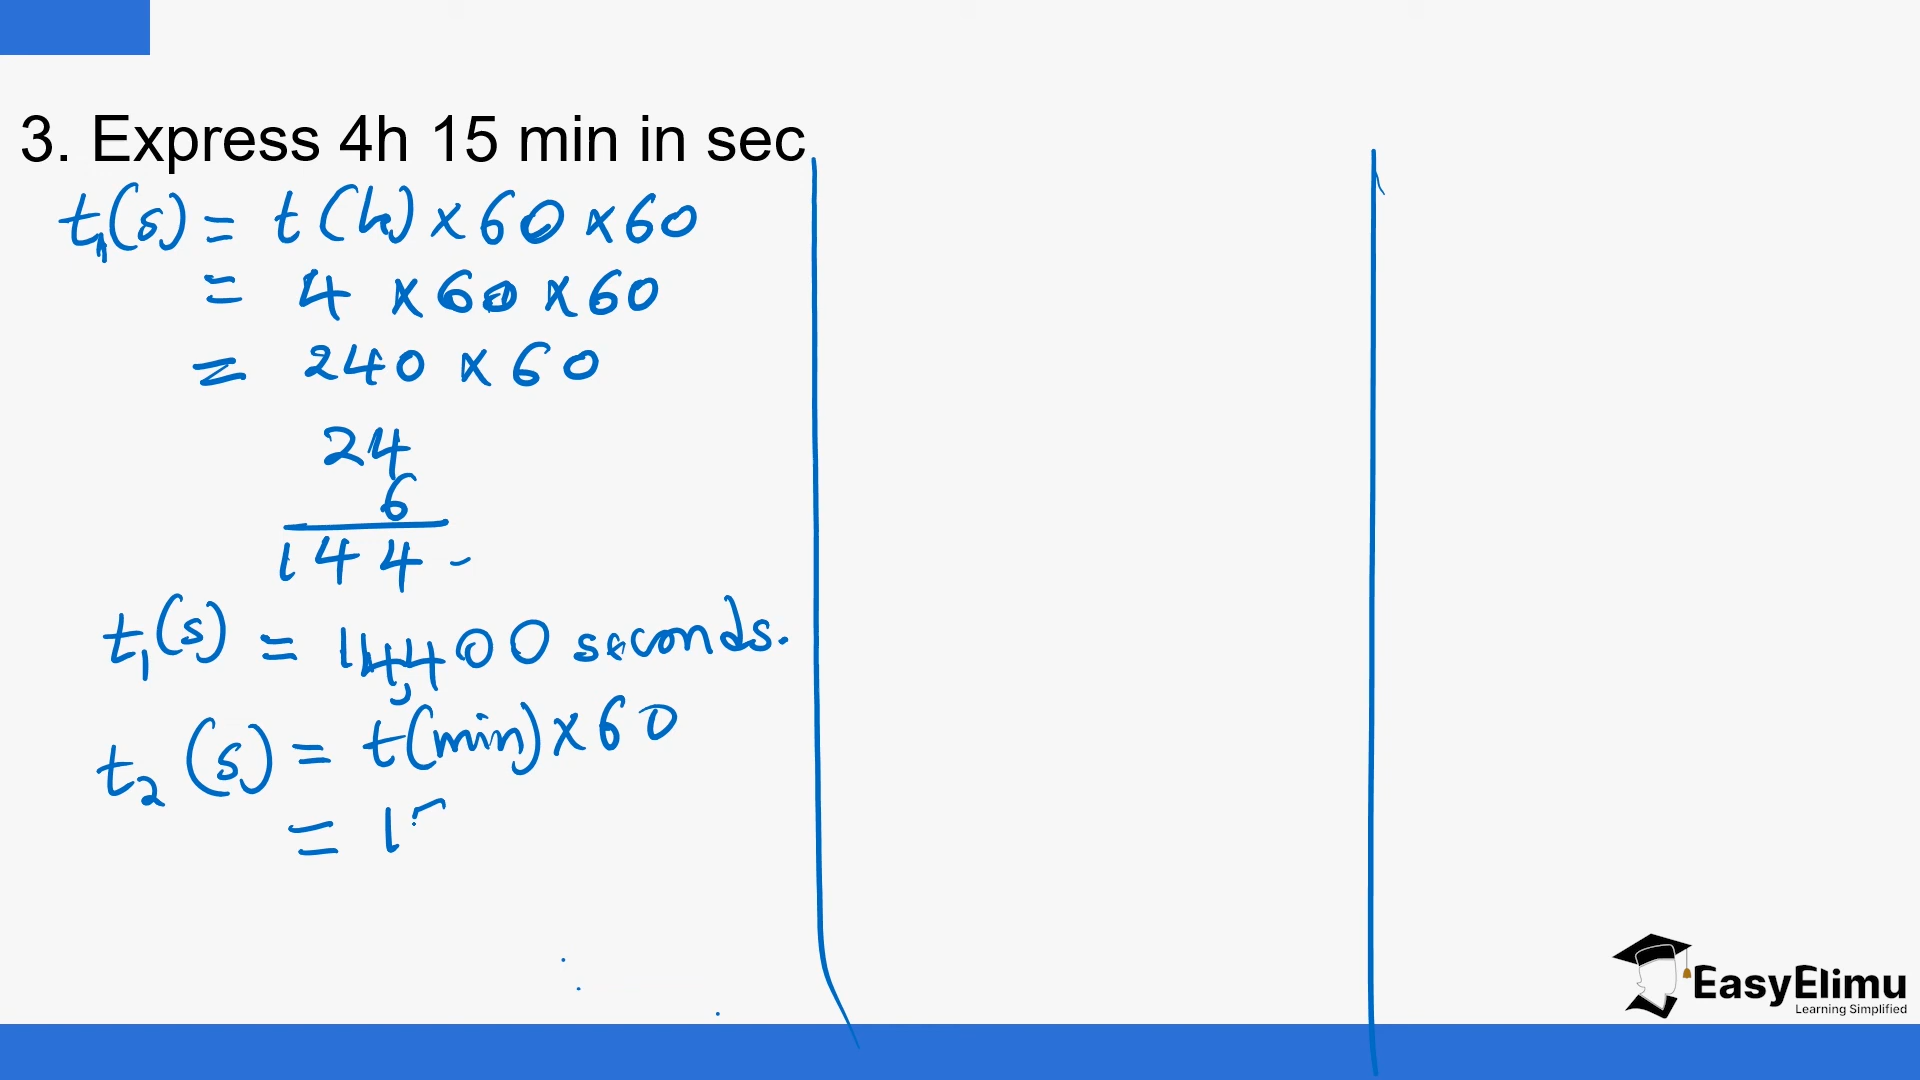 3. Express 4h 15 min in sec
t₁(s) = t(h) × 60 × 60
= 4 × 60 × 60
= 240 × 60
24
6
144
t₁(s) = 14,400 seconds.
t₂(s) = t(min) × 60
= 1
EasyElimu
Learning Simplified